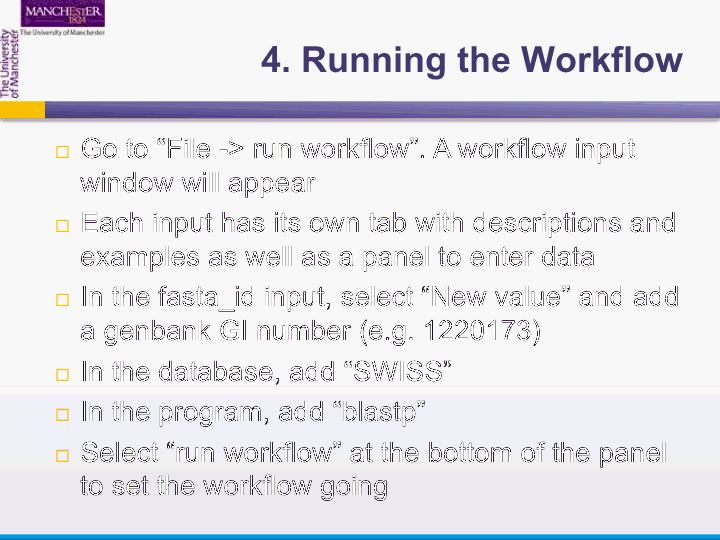 MANCHESTER
1824
The University of Manchester
The University
of Manchester
4. Running the Workflow
Go to “File -> run workflow”. A workflow input
window will appear
Each input has its own tab with descriptions and
examples as well as a panel to enter data
In the fasta_id input, select “New value” and add
a genbank GI number (e.g. 1220173)
In the database, add “SWISS”
In the program, add “blastp”
Select “run workflow” at the bottom of the panel
to set the workflow going